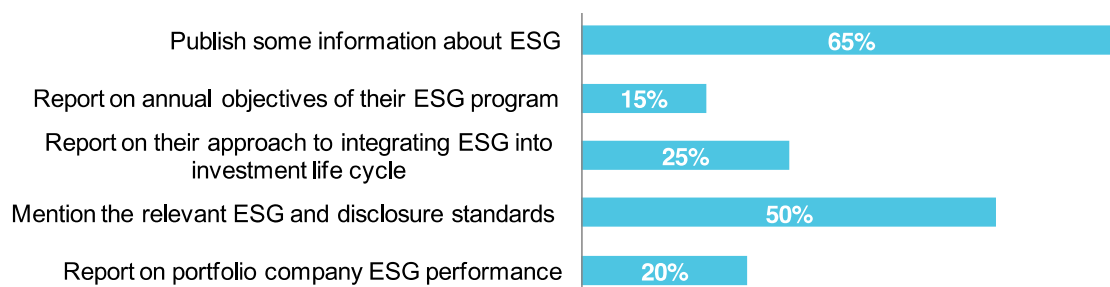 Publish some information about ESG
65%
Report on annual objectives of their ESG program
15%
Report on their approach to integrating ESG into
investment life cycle
25%
Mention the relevant ESG and disclosure standards
50%
Report on portfolio company ESG performance
20%